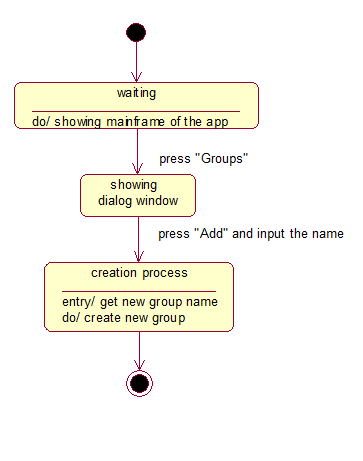 waiting
do/ showing mainframe of the app
press "Groups"
showing
dialog window
press "Add" and input the name
creation process
entry/ get new group name
do/ create new group